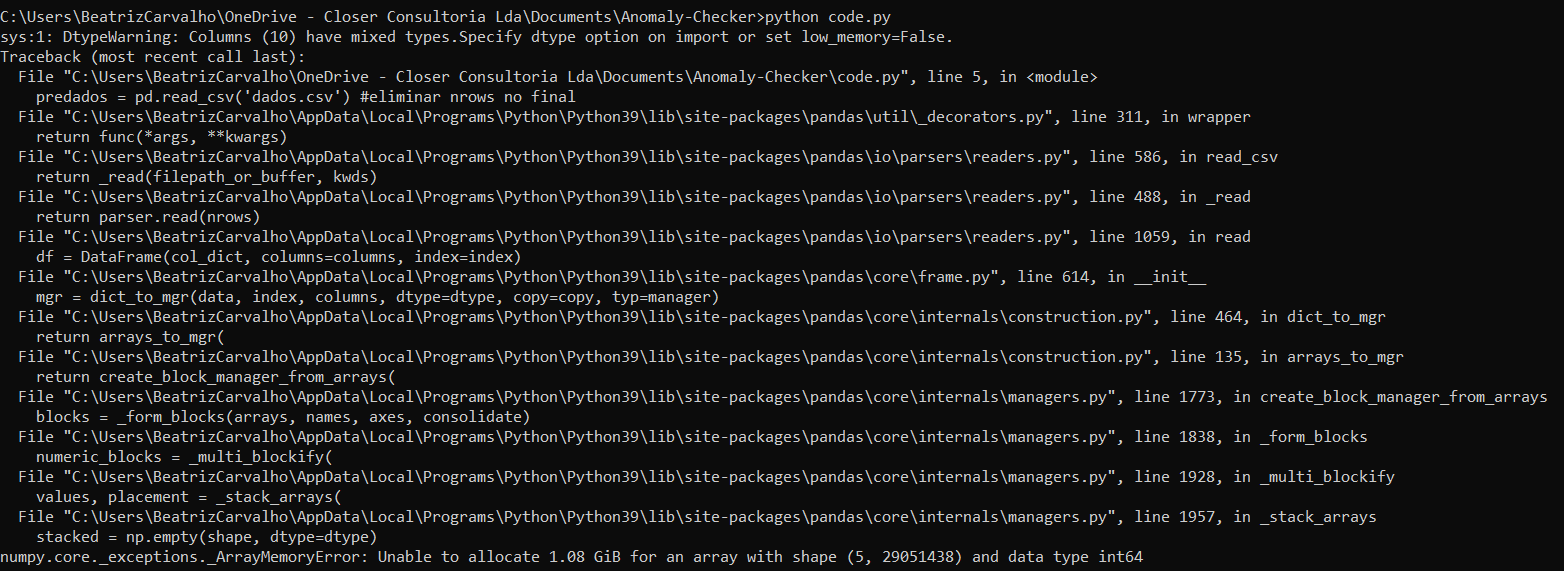 C:\Users\BeatrizCarvalho\OneDrive - Closer Consultoria Lda\Documents\Anomaly-Checker>python code.py
sys:1: DtypeWarning: Columns (10) have mixed types.Specify dtype option on import or set low_memory=False.
Traceback (most recent call last):
  File "C:\Users\BeatrizCarvalho\OneDrive - Closer Consultoria Lda\Documents\Anomaly-Checker\code.py", line 5, in <module>
    predados = pd.read_csv('dados.csv') #eliminar nrows no final
  File "C:\Users\BeatrizCarvalho\AppData\Local\Programs\Python\Python39\lib\site-packages\pandas\util\_decorators.py", line 311, in wrapper
    return func(*args, **kwargs)
  File "C:\Users\BeatrizCarvalho\AppData\Local\Programs\Python\Python39\lib\site-packages\pandas\io\parsers\readers.py", line 586, in read_csv
    return _read(filepath_or_buffer, kwds)
  File "C:\Users\BeatrizCarvalho\AppData\Local\Programs\Python\Python39\lib\site-packages\pandas\io\parsers\readers.py", line 488, in _read
    return parser.read(nrows)
  File "C:\Users\BeatrizCarvalho\AppData\Local\Programs\Python\Python39\lib\site-packages\pandas\io\parsers\readers.py", line 1059, in read
    df = DataFrame(col_dict, columns=columns, index=index)
  File "C:\Users\BeatrizCarvalho\AppData\Local\Programs\Python\Python39\lib\site-packages\pandas\core\frame.py", line 614, in __init__
    mgr = dict_to_mgr(data, index, columns, dtype=dtype, copy=copy, typ=manager)
  File "C:\Users\BeatrizCarvalho\AppData\Local\Programs\Python\Python39\lib\site-packages\pandas\core\internals\construction.py", line 464, in dict_to_mgr
    return arrays_to_mgr(
  File "C:\Users\BeatrizCarvalho\AppData\Local\Programs\Python\Python39\lib\site-packages\pandas\core\internals\construction.py", line 135, in arrays_to_mgr
    return create_block_manager_from_arrays(
  File "C:\Users\BeatrizCarvalho\AppData\Local\Programs\Python\Python39\lib\site-packages\pandas\core\internals\managers.py", line 1773, in create_block_manager_from_arrays
    blocks = _form_blocks(arrays, names, axes, consolidate)
  File "C:\Users\BeatrizCarvalho\AppData\Local\Programs\Python\Python39\lib\site-packages\pandas\core\internals\managers.py", line 1838, in _form_blocks
    numeric_blocks = _multi_blockify(
  File "C:\Users\BeatrizCarvalho\AppData\Local\Programs\Python\Python39\lib\site-packages\pandas\core\internals\managers.py", line 1928, in _multi_blockify
    values, placement = _stack_arrays(
  File "C:\Users\BeatrizCarvalho\AppData\Local\Programs\Python\Python39\lib\site-packages\pandas\core\internals\managers.py", line 1957, in _stack_arrays
    stacked = np.empty(shape, dtype=dtype)
numpy.core._exceptions._ArrayMemoryError: Unable to allocate 1.08 GiB for an array with shape (5, 29051438) and data type int64